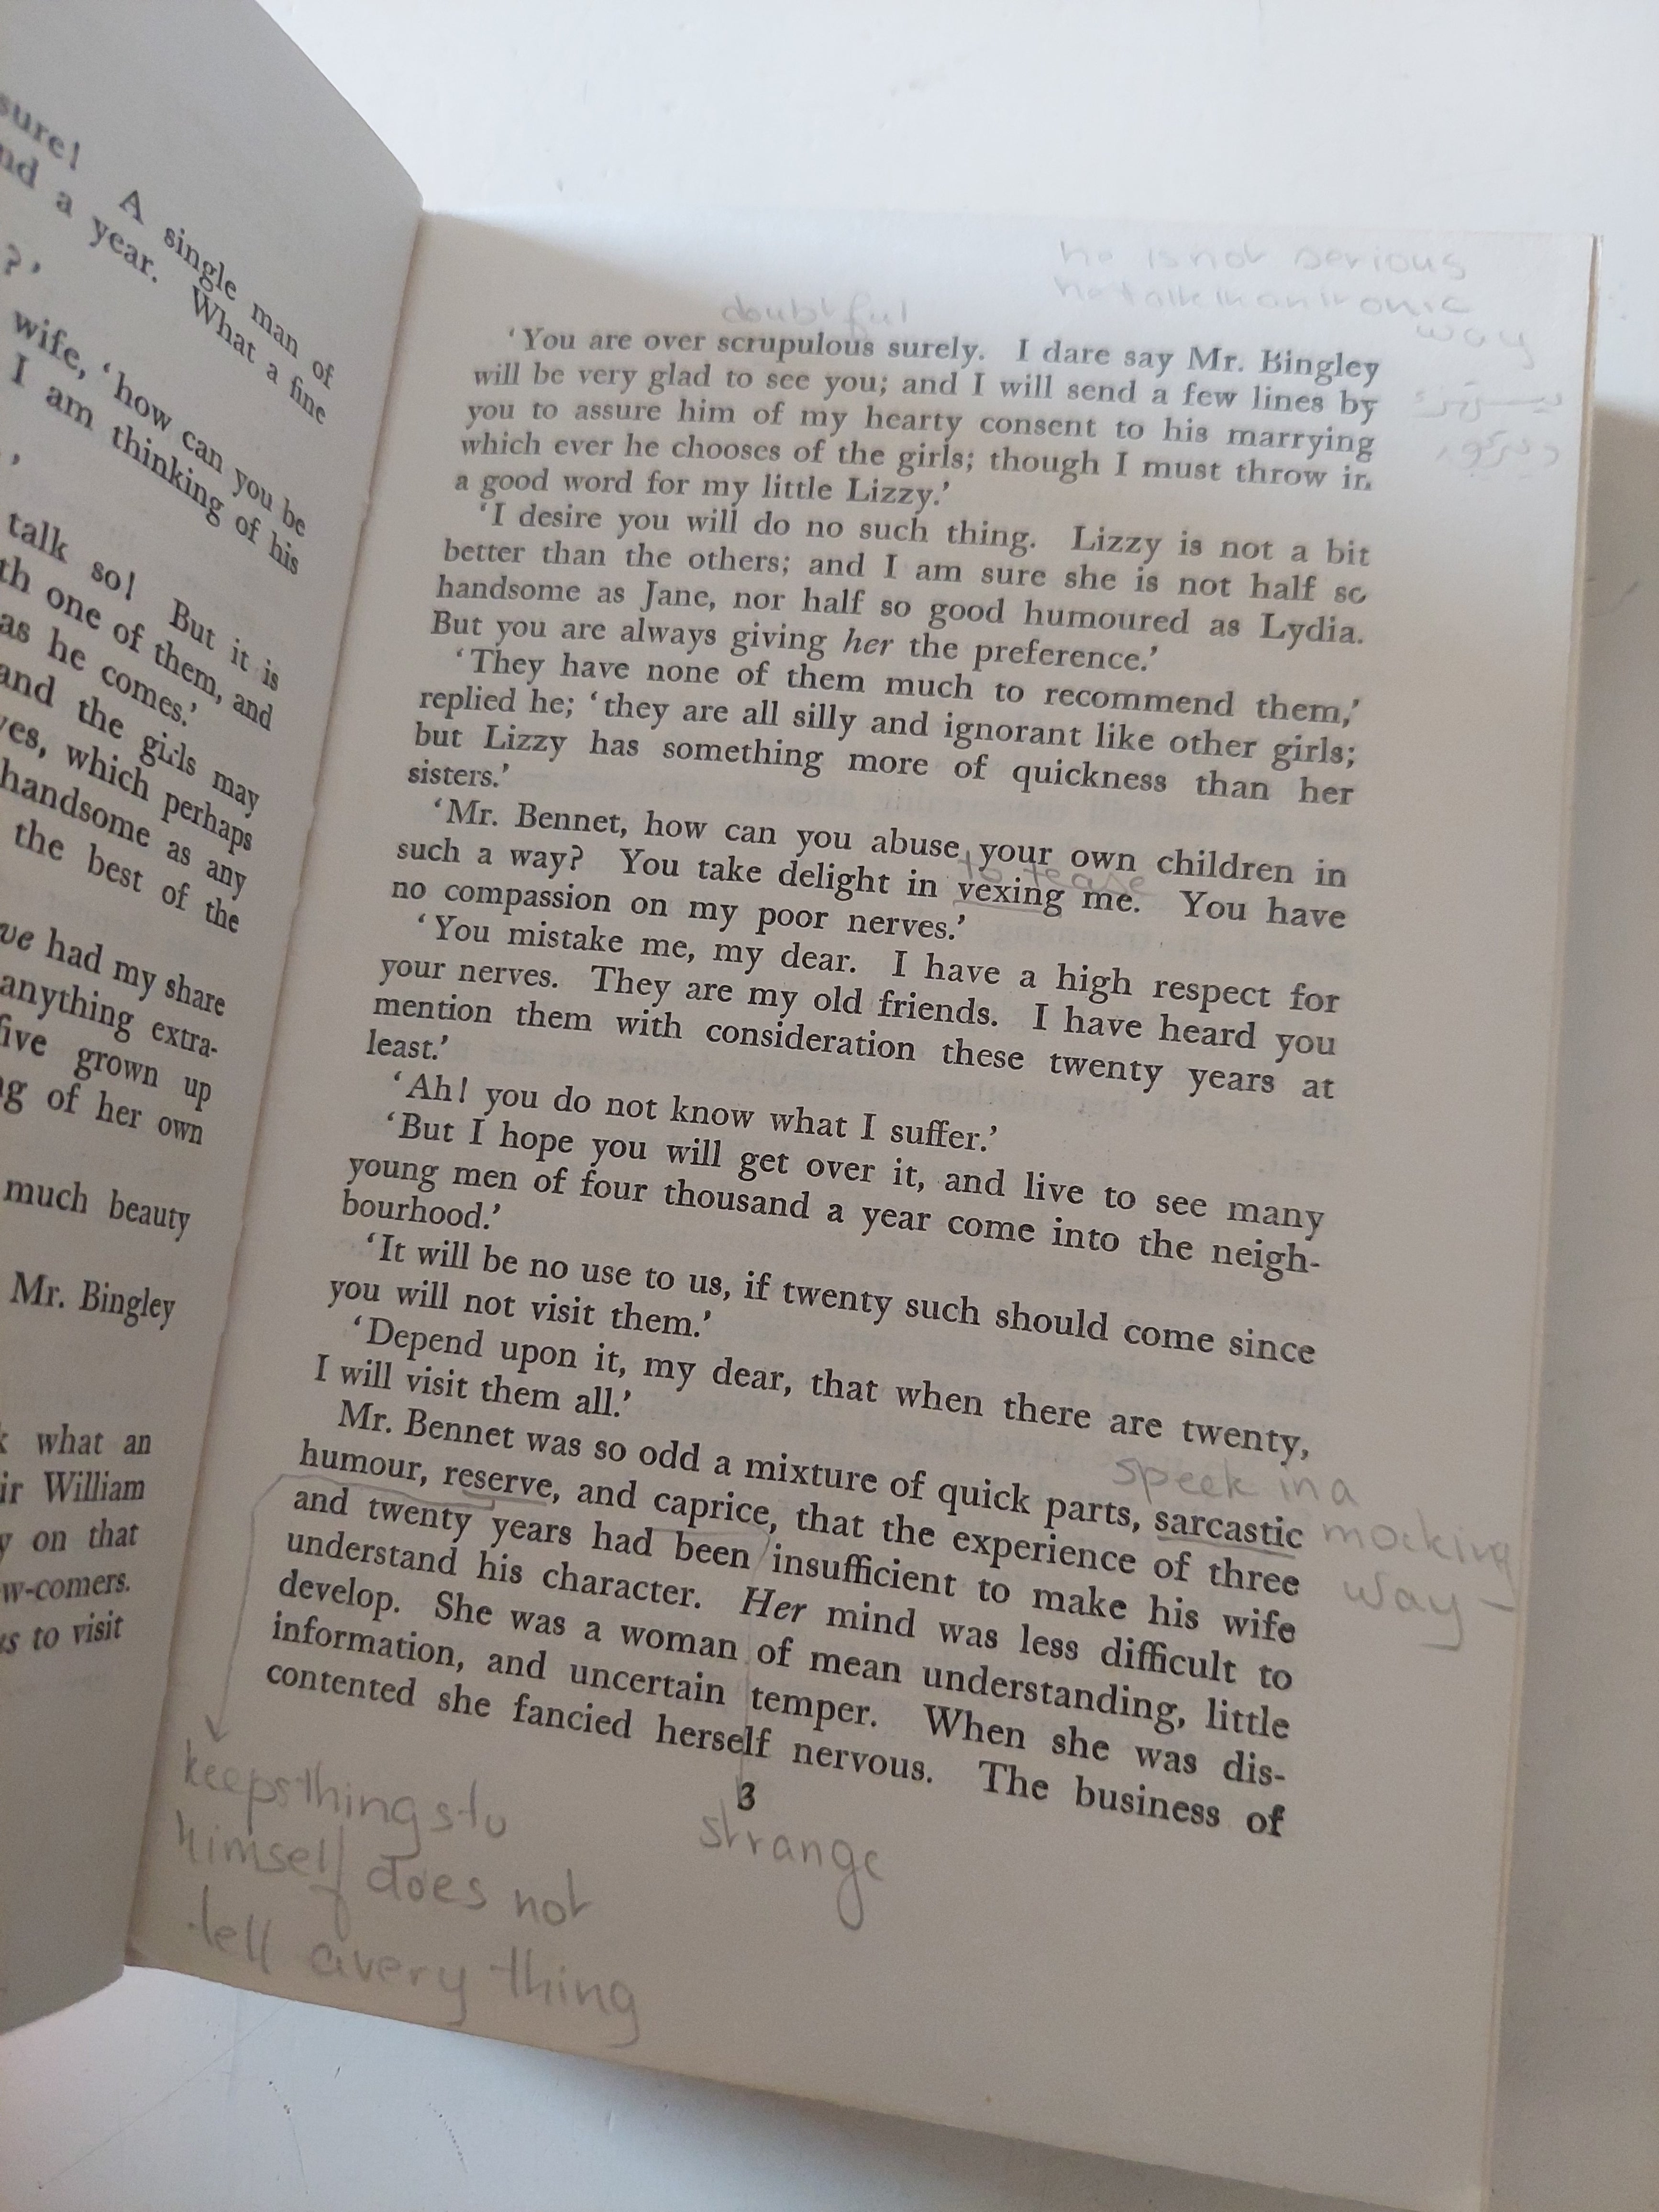 sure! A single man of
nd a year. What a fine
?'
wife, 'how can you be
I am thinking of his
talk so! But it is
th one of them, and
as he comes.'
and the girls may
ves, which perhaps
handsome as any
the best of the
ve had my share
anything extra-
five grown up
ng of her own
much beauty
Mr. Bingley
k what an
ir William
y on that
w-comers.
us to visit
he is not serious
he talk in an ironic
way
doubtful
'You are over scrupulous surely. I dare say Mr. Bingley
will be very glad to see you; and I will send a few lines by
you to assure him of my hearty consent to his marrying
which ever he chooses of the girls; though I must throw in
a good word for my little Lizzy.'
'I desire you will do no such thing. Lizzy is not a bit
better than the others; and I am sure she is not half so
handsome as Jane, nor half so good humoured as Lydia.
But you are always giving her the preference.'
'They have none of them much to recommend them,'
replied he; 'they are all silly and ignorant like other girls;
but Lizzy has something more of quickness than her
sisters.'
'Mr. Bennet, how can you abuse your own children in
to tease
such a way? You take delight in vexing me. You have
no compassion on my poor nerves.'
'You mistake me, my dear. I have a high respect for
your nerves. They are my old friends. I have heard you
mention them with consideration these twenty years at
least.'
'Ah! you do not know what I suffer.'
'But I hope you will get over it, and live to see many
young men of four thousand a year come into the neigh-
bourhood.'
'It will be no use to us, if twenty such should come since
you will not visit them.'
'Depend upon it, my dear, that when there are twenty,
I will visit them all.'
Mr. Bennet was so odd a mixture of quick parts, sarcastic
humour, reserve, and caprice, that the experience of three
and twenty years had been insufficient to make his wife
understand his character. Her mind was less difficult to
develop. She was a woman of mean understanding, little
information, and uncertain temper. When she was dis-
contented she fancied herself nervous. The business of
speek in a
mocking
way -
3
strange
keeps things to
himself does not
tell avery thing